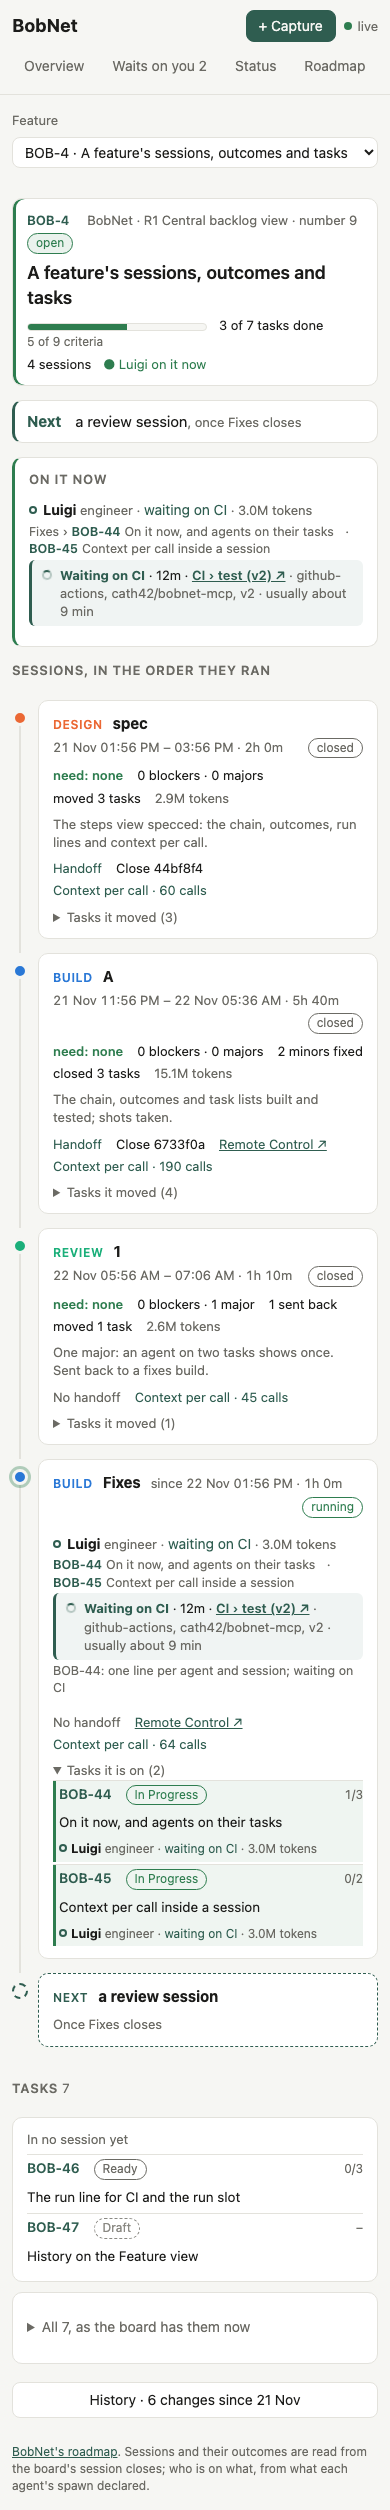 BobNet
+ Capture
live
Overview
Waits on you 2
Status
Roadmap
Feature
BOB-4 · A feature's sessions, outcomes and tasks
BOB-4 BobNet · R1 Central backlog view · number 9
open
A feature's sessions, outcomes and
tasks
3 of 7 tasks done
5 of 9 criteria
4 sessions Luigi on it now
Next a review session, once Fixes closes
ON IT NOW
Luigi engineer · waiting on CI · 3.0M tokens
Fixes › BOB-44 On it now, and agents on their tasks ·
BOB-45 Context per call inside a session
Waiting on CI · 12m · CI › test (v2) ↗ · github-
actions, cath42/bobnet-mcp, v2 · usually about
9 min
SESSIONS, IN THE ORDER THEY RAN
DESIGN spec
21 Nov 01:56 PM – 03:56 PM · 2h 0m
closed
need: none 0 blockers · 0 majors
moved 3 tasks 2.9M tokens
The steps view specced: the chain, outcomes, run
lines and context per call.
Handoff Close 44bf8f4
Context per call · 60 calls
▶ Tasks it moved (3)
BUILD A
21 Nov 11:56 PM – 22 Nov 05:36 AM · 5h 40m
closed
need: none 0 blockers · 0 majors 2 minors fixed
closed 3 tasks 15.1M tokens
The chain, outcomes and task lists built and
tested; shots taken.
Handoff Close 6733f0a Remote Control ↗
Context per call · 190 calls
▶ Tasks it moved (4)
REVIEW 1
22 Nov 05:56 AM – 07:06 AM · 1h 10m
closed
need: none 0 blockers · 1 major 1 sent back
moved 1 task 2.6M tokens
One major: an agent on two tasks shows once.
Sent back to a fixes build.
No handoff Context per call · 45 calls
▶ Tasks it moved (1)
BUILD Fixes since 22 Nov 01:56 PM · 1h 0m
running
Luigi engineer · waiting on CI · 3.0M tokens
BOB-44 On it now, and agents on their tasks ·
BOB-45 Context per call inside a session
Waiting on CI · 12m · CI › test (v2) ↗ ·
github-actions, cath42/bobnet-mcp, v2 ·
usually about 9 min
BOB-44: one line per agent and session; waiting on
CI
No handoff Remote Control ↗
Context per call · 64 calls
▼ Tasks it is on (2)
BOB-44 In Progress 1/3
On it now, and agents on their tasks
Luigi engineer · waiting on CI · 3.0M tokens
BOB-45 In Progress 0/2
Context per call inside a session
Luigi engineer · waiting on CI · 3.0M tokens
NEXT a review session
Once Fixes closes
TASKS 7
In no session yet
BOB-46 Ready 0/3
The run line for CI and the run slot
BOB-47 Draft –
History on the Feature view
▶ All 7, as the board has them now
History · 6 changes since 21 Nov
BobNet's roadmap. Sessions and their outcomes are read from
the board's session closes; who is on what, from what each
agent's spawn declared.